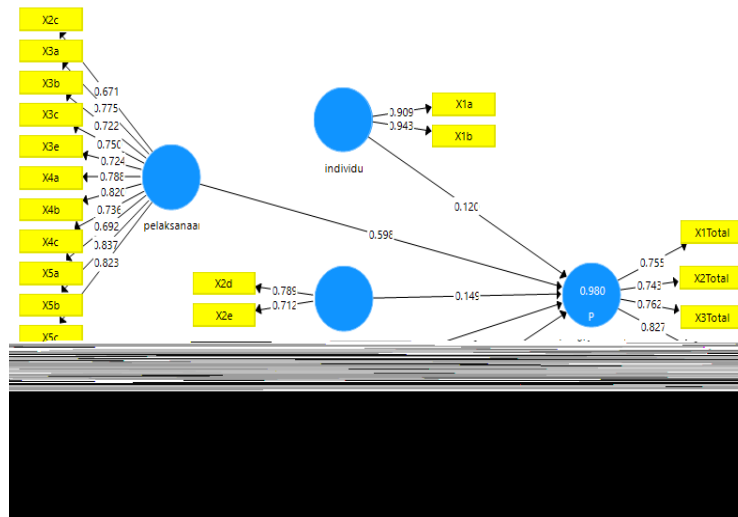 X2c
X3a
X3b
X3c
X3e
X4a
X4b
X4c
X5a
X5b
X5c
0.671
0.775
0.722
0.750
0.724
0.788
0.820
0.736
0.692
0.837
0.823
pelaksanaan
individu
0.909
0.943
X1a
X1b
0.120
0.598
X2d
X2e
0.789
0.712
0.149
0.980
P
0.755
0.743
0.762
0.827
X1Total
X2Total
X3Total